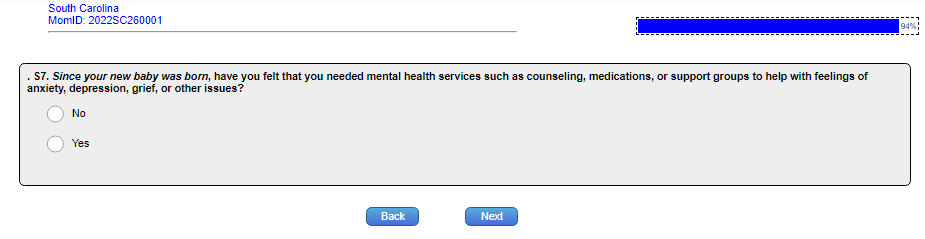 South Carolina
MomID: 2022SC260001
94%
. S7. Since your new baby was born, have you felt that you needed mental health services such as counseling, medications, or support groups to help with feelings of
anxiety, depression, grief, or other issues?
No
Yes
Back
Next